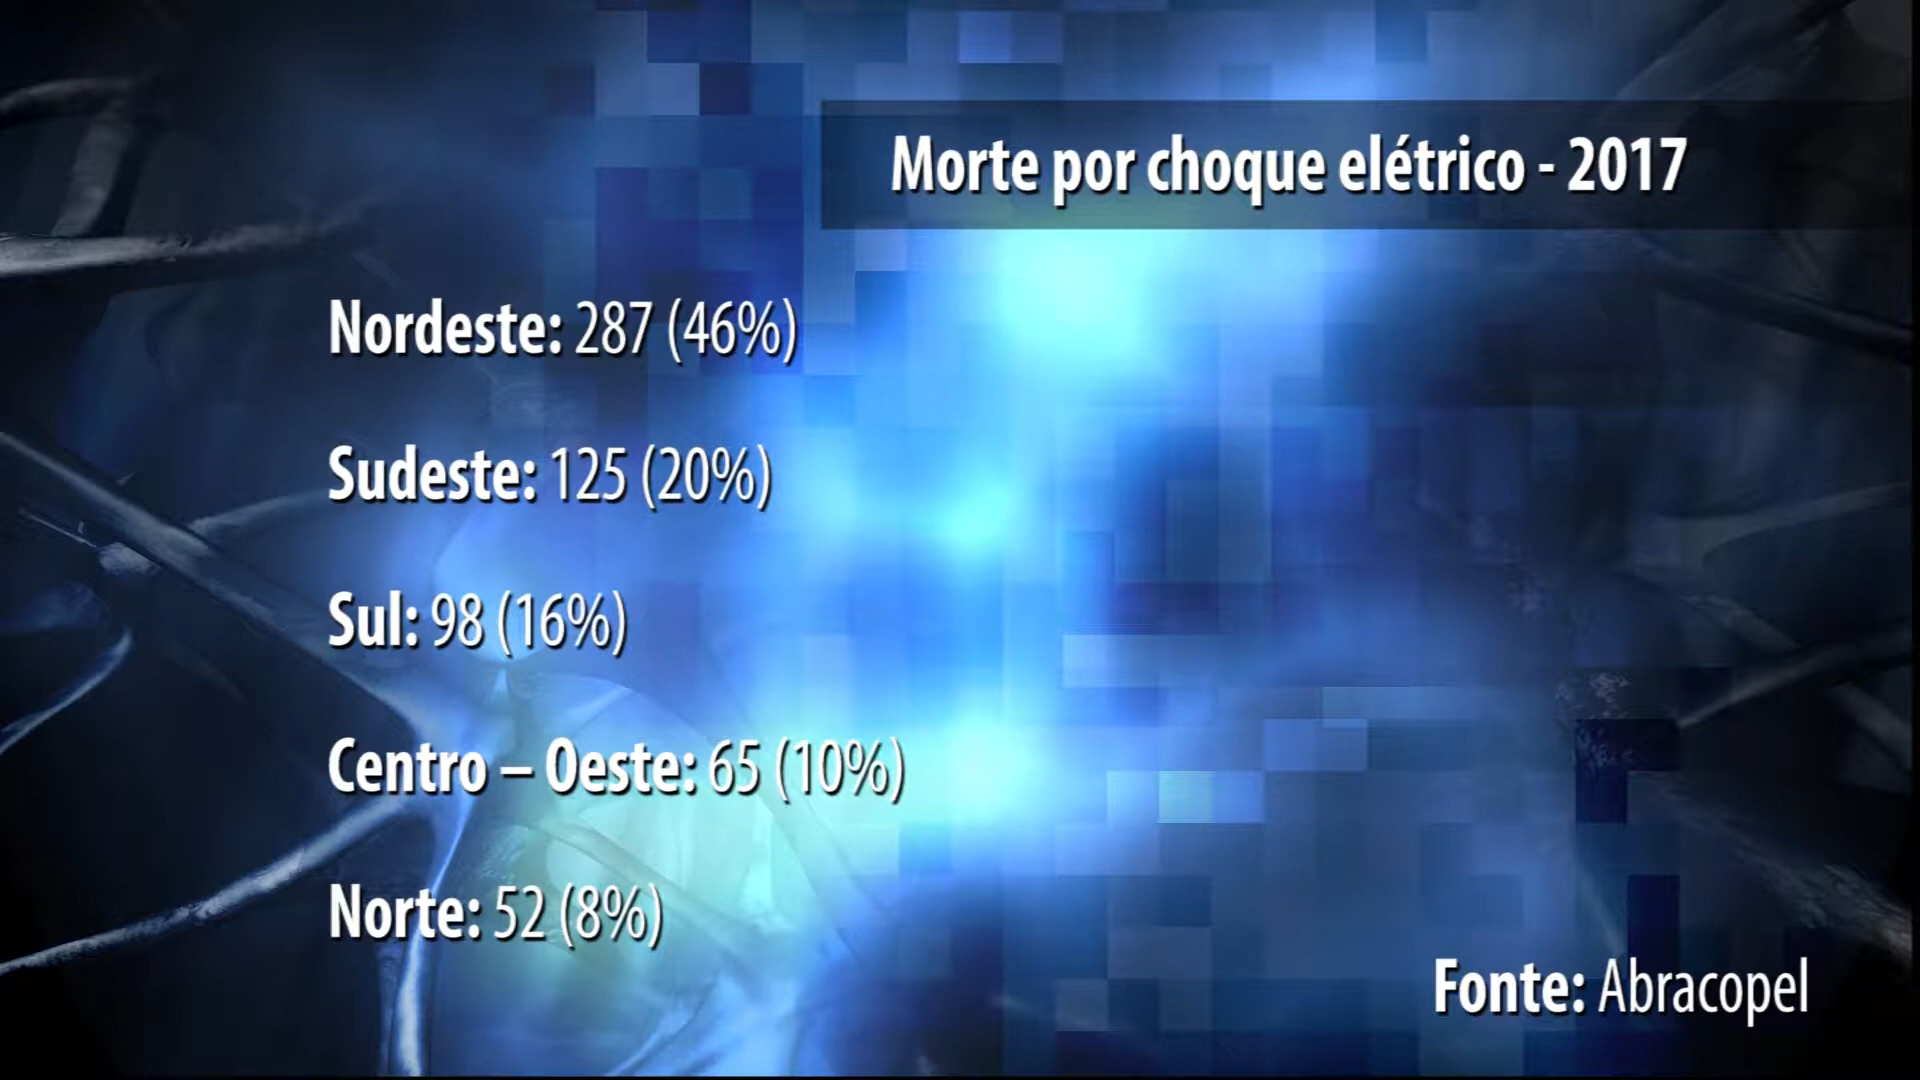 Morte por choque elétrico - 2017
Nordeste: 287 (46%)
Sudeste: 125 (20%)
Sul: 98 (16%)
Centro – Oeste: 65 (10%)
Norte: 52 (8%)
Fonte: Abracopel